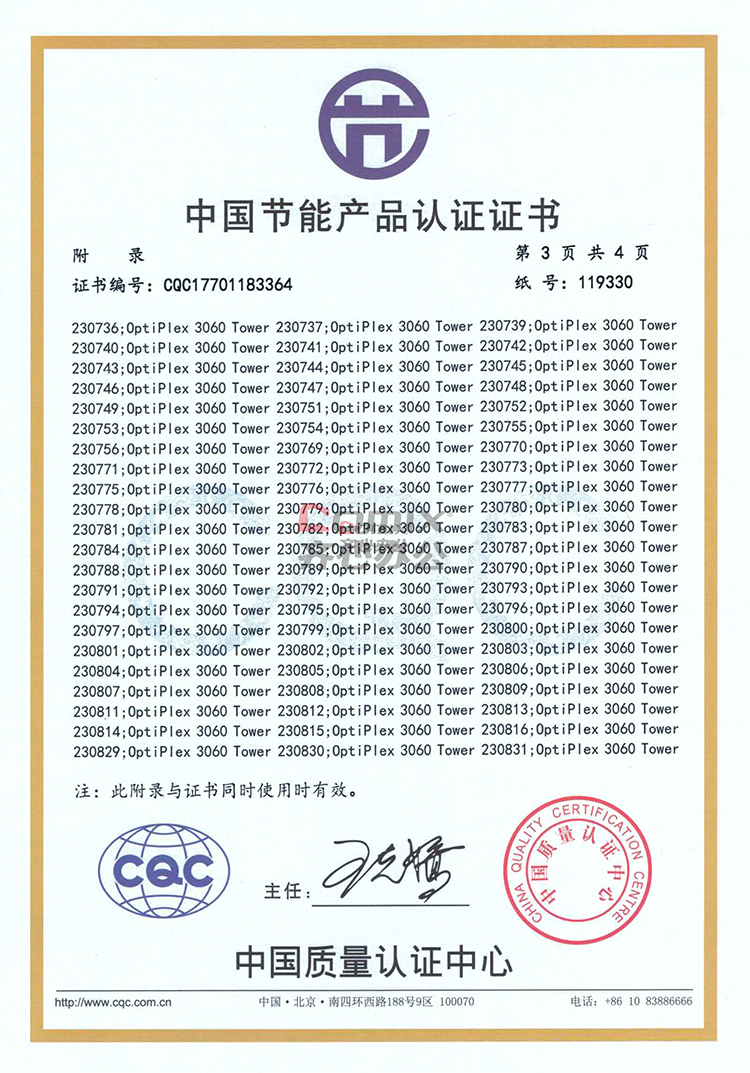 中国节能产品认证证书
附 录
第 3 页 共 4 页
证书编号：CQC17701183364
纸 号：119330
230736;OptiPlex 3060 Tower 230737;OptiPlex 3060 Tower 230739;OptiPlex 3060 Tower
230740;OptiPlex 3060 Tower 230741;OptiPlex 3060 Tower 230742;OptiPlex 3060 Tower
230743;OptiPlex 3060 Tower 230744;OptiPlex 3060 Tower 230745;OptiPlex 3060 Tower
230746;OptiPlex 3060 Tower 230747;OptiPlex 3060 Tower 230748;OptiPlex 3060 Tower
230749;OptiPlex 3060 Tower 230751;OptiPlex 3060 Tower 230752;OptiPlex 3060 Tower
230753;OptiPlex 3060 Tower 230754;OptiPlex 3060 Tower 230755;OptiPlex 3060 Tower
230756;OptiPlex 3060 Tower 230769;OptiPlex 3060 Tower 230770;OptiPlex 3060 Tower
230771;OptiPlex 3060 Tower 230772;OptiPlex 3060 Tower 230773;OptiPlex 3060 Tower
230775;OptiPlex 3060 Tower 230776;OptiPlex 3060 Tower 230777;OptiPlex 3060 Tower
230778;OptiPlex 3060 Tower 230779;OptiPlex 3060 Tower 230780;OptiPlex 3060 Tower
230781;OptiPlex 3060 Tower 230782;OptiPlex 3060 Tower 230783;OptiPlex 3060 Tower
230784;OptiPlex 3060 Tower 230785;OptiPlex 3060 Tower 230787;OptiPlex 3060 Tower
230788;OptiPlex 3060 Tower 230789;OptiPlex 3060 Tower 230790;OptiPlex 3060 Tower
230791;OptiPlex 3060 Tower 230792;OptiPlex 3060 Tower 230793;OptiPlex 3060 Tower
230794;OptiPlex 3060 Tower 230795;OptiPlex 3060 Tower 230796;OptiPlex 3060 Tower
230797;OptiPlex 3060 Tower 230799;OptiPlex 3060 Tower 230800;OptiPlex 3060 Tower
230801;OptiPlex 3060 Tower 230802;OptiPlex 3060 Tower 230803;OptiPlex 3060 Tower
230804;OptiPlex 3060 Tower 230805;OptiPlex 3060 Tower 230806;OptiPlex 3060 Tower
230807;OptiPlex 3060 Tower 230808;OptiPlex 3060 Tower 230809;OptiPlex 3060 Tower
230811;OptiPlex 3060 Tower 230812;OptiPlex 3060 Tower 230813;OptiPlex 3060 Tower
230814;OptiPlex 3060 Tower 230815;OptiPlex 3060 Tower 230816;OptiPlex 3060 Tower
230829;OptiPlex 3060 Tower 230830;OptiPlex 3060 Tower 230831;OptiPlex 3060 Tower
Comix
齐心办公
注：此附录与证书同时使用时有效。
CQC
主任：
CHINA QUALITY CERTIFICATION CENTRE
中国质量认证中心
中国质量认证中心
http://www.cqc.com.cn
中国·北京·南四环西路188号9区 100070
电话：+86 10 83886666